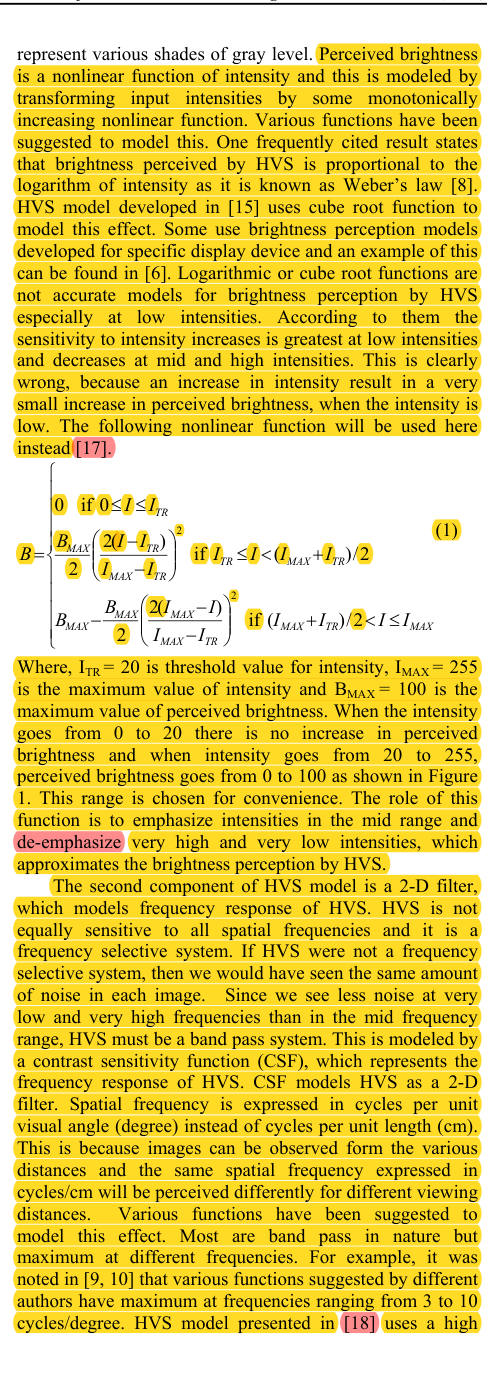 represent various shades of gray level. Perceived brightness
is a nonlinear function of intensity and this is modeled by
transforming input intensities by some monotonically
increasing nonlinear function. Various functions have been
suggested to model this. One frequently cited result states
that brightness perceived by HVS is proportional to the
logarithm of intensity as it is known as Weber's law [8].
HVS model developed in [15] uses cube root function to
model this effect. Some use brightness perception models
developed for specific display device and an example of this
can be found in [6]. Logarithmic or cube root functions are
not accurate models for brightness perception by HVS
especially at low intensities. According to them the
sensitivity to intensity increases is greatest at low intensities
and decreases at mid and high intensities. This is clearly
wrong, because an increase in intensity result in a very
small increase in perceived brightness, when the intensity is
low. The following nonlinear function will be used here
instead [17].
B = { 0 if 0 ≤ I ≤ I_TR
B_MAX/2 (2(I − I_TR)/(I_MAX − I_TR))² if I_TR ≤ I < (I_MAX + I_TR)/2 (1)
B_MAX − B_MAX/2 (2(I_MAX − I)/(I_MAX − I_TR))² if (I_MAX + I_TR)/2 < I ≤ I_MAX
Where, I_TR = 20 is threshold value for intensity, I_MAX = 255
is the maximum value of intensity and B_MAX = 100 is the
maximum value of perceived brightness. When the intensity
goes from 0 to 20 there is no increase in perceived
brightness and when intensity goes from 20 to 255,
perceived brightness goes from 0 to 100 as shown in Figure
1. This range is chosen for convenience. The role of this
function is to emphasize intensities in the mid range and
de-emphasize very high and very low intensities, which
approximates the brightness perception by HVS.
The second component of HVS model is a 2-D filter,
which models frequency response of HVS. HVS is not
equally sensitive to all spatial frequencies and it is a
frequency selective system. If HVS were not a frequency
selective system, then we would have seen the same amount
of noise in each image. Since we see less noise at very
low and very high frequencies than in the mid frequency
range, HVS must be a band pass system. This is modeled by
a contrast sensitivity function (CSF), which represents the
frequency response of HVS. CSF models HVS as a 2-D
filter. Spatial frequency is expressed in cycles per unit
visual angle (degree) instead of cycles per unit length (cm).
This is because images can be observed form the various
distances and the same spatial frequency expressed in
cycles/cm will be perceived differently for different viewing
distances. Various functions have been suggested to
model this effect. Most are band pass in nature but
maximum at different frequencies. For example, it was
noted in [9, 10] that various functions suggested by different
authors have maximum at frequencies ranging from 3 to 10
cycles/degree. HVS model presented in [18] uses a high